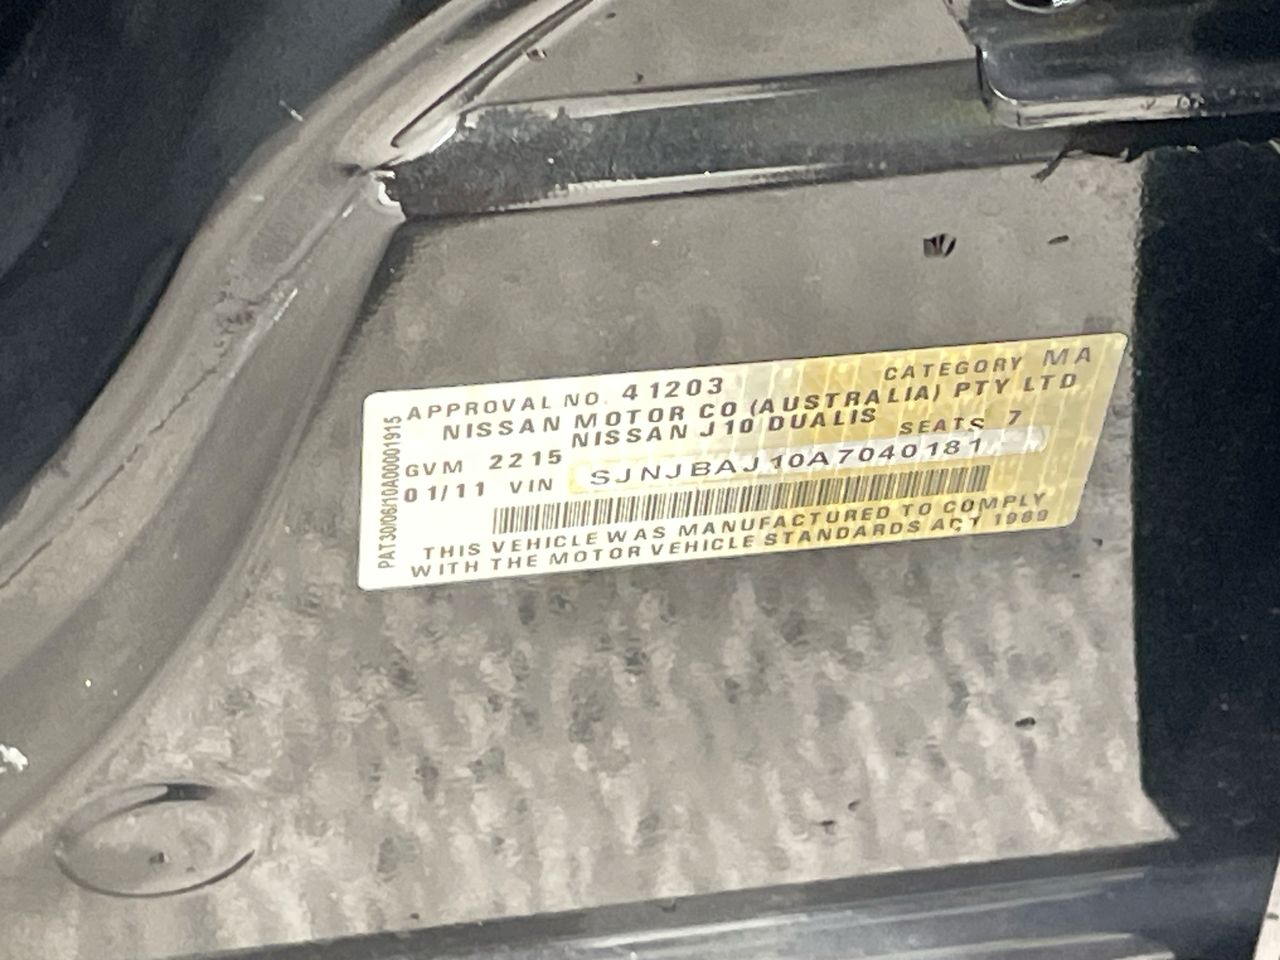 APPROVAL NO. 41203 CATEGORY MA
NISSAN MOTOR CO (AUSTRALIA) PTY LTD
NISSAN J10 DUALIS
GVM 2215 SEATS 7
01/11 VIN SJNJBAJ10A7040181
THIS VEHICLE WAS MANUFACTURED TO COMPLY
WITH THE MOTOR VEHICLE STANDARDS ACT 1989
PAT30/06/10A00001915